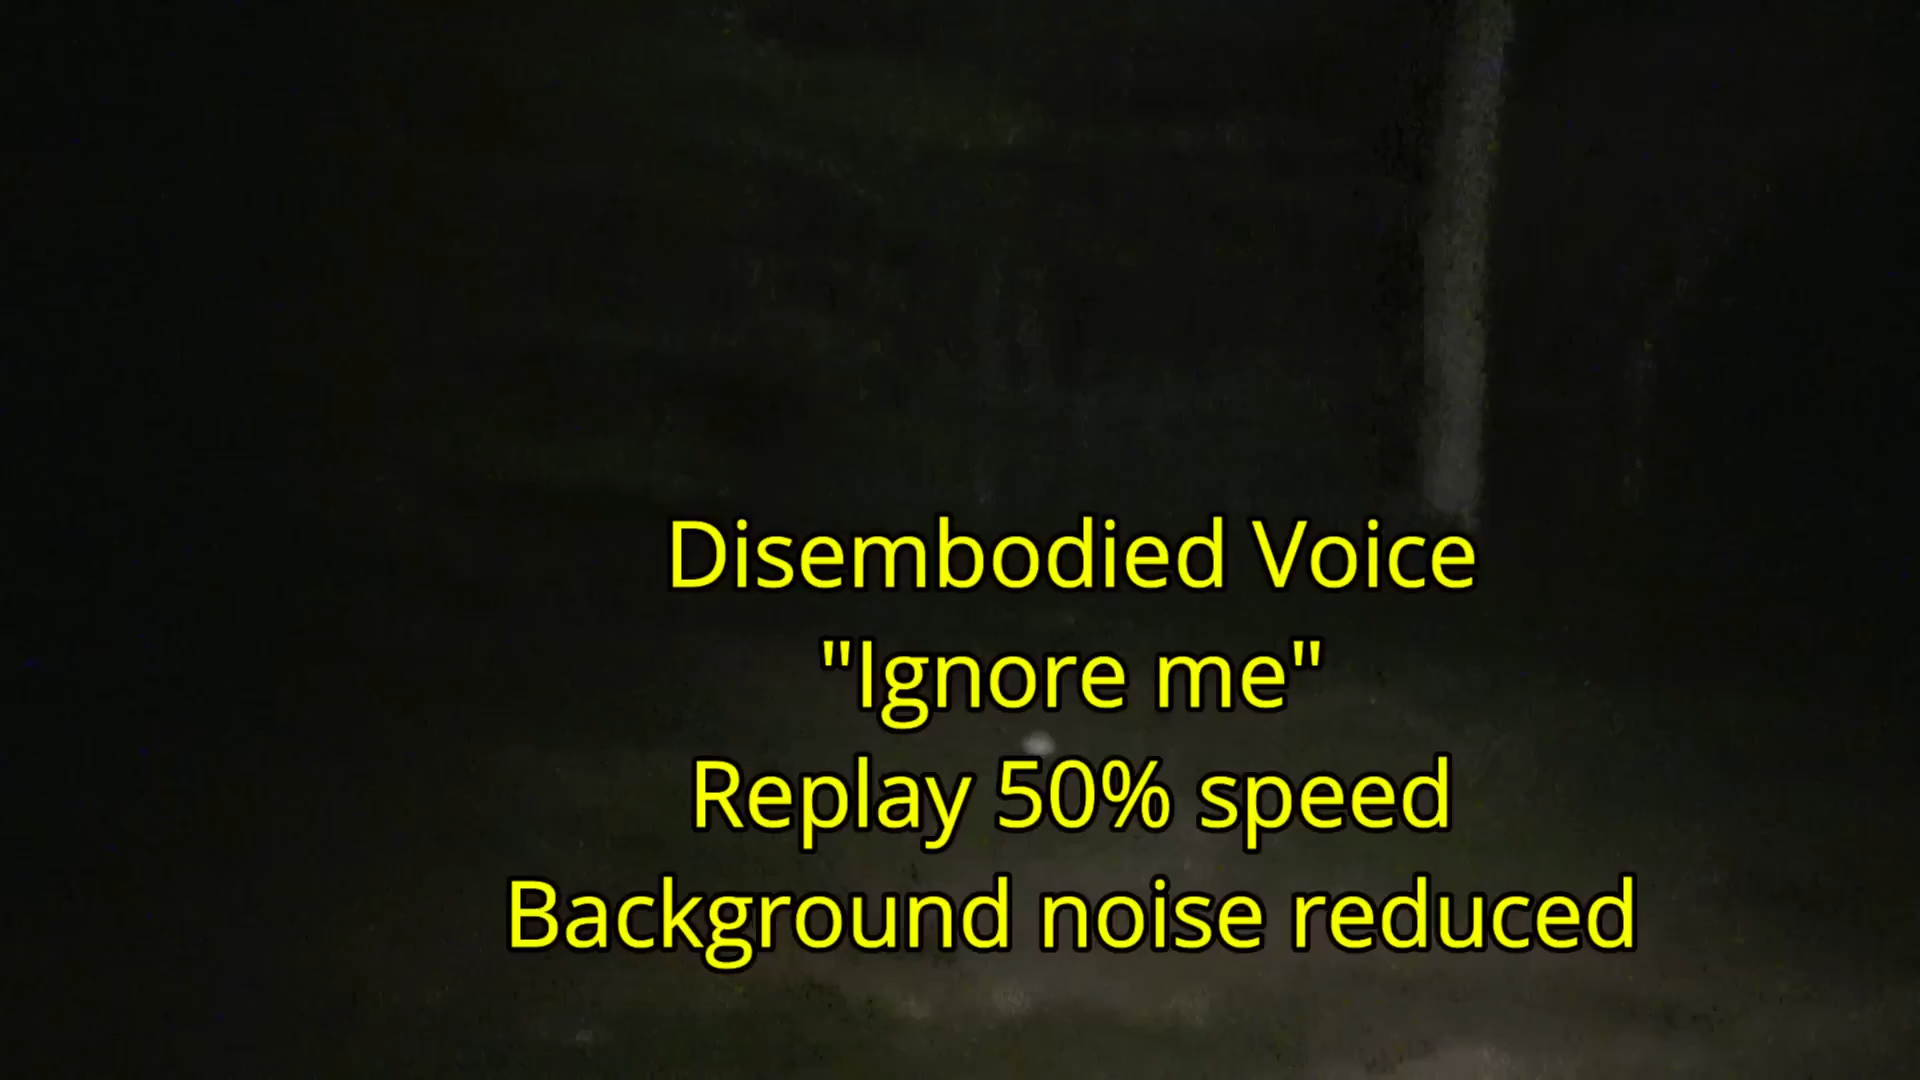 Disembodied Voice
"Ignore me"
Replay 50% speed
Background noise reduced